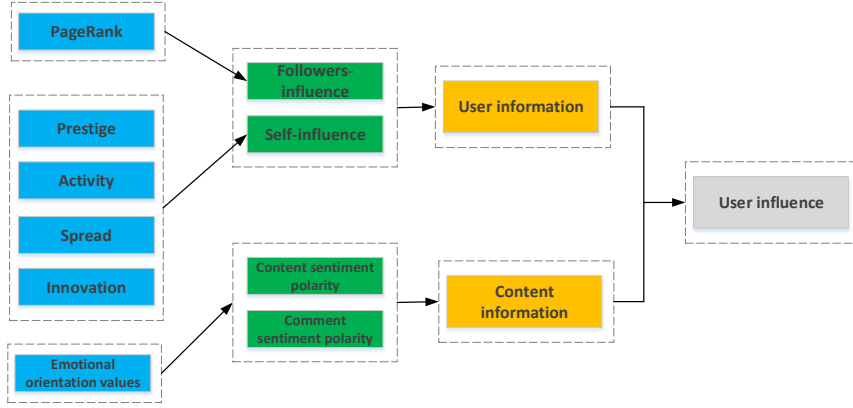 PageRank
Followers-
influence
Self-influence
Prestige
Activity
Spread
Innovation
User information
User influence
Content sentiment
polarity
Comment
sentiment polarity
Content
information
Emotional
orientation values